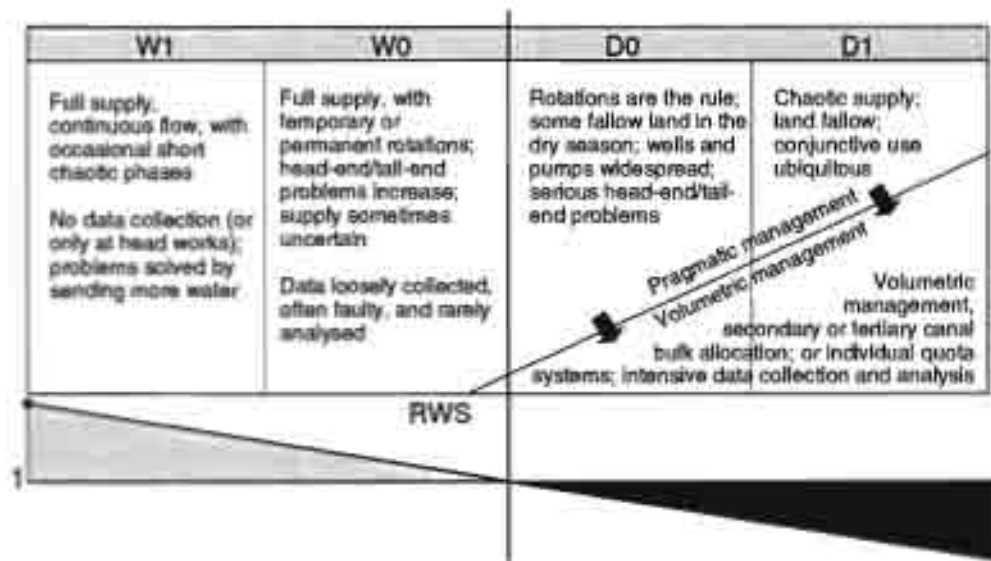 W1
W0
D0
D1
Full supply,
continuous flow, with
occasional short
chaotic phases
No data collection (or
only at head works);
problems solved by
sending more water
Full supply, with
temporary or
permanent rotations;
head-end/tail-end
problems increase;
supply sometimes
uncertain
Data loosely collected,
often faulty, and rarely
analysed
Rotations are the rule;
some fallow land in the
dry season; wells and
pumps widespread;
serious head-end/tail-
end problems
Chaotic supply;
land fallow;
conjunctive use
ubiquitous
Pragmatic management
Volumetric management
Volumetric
management,
secondary or tertiary canal
bulk allocation; or individual quota
systems; intensive data collection and analysis
RWS
1